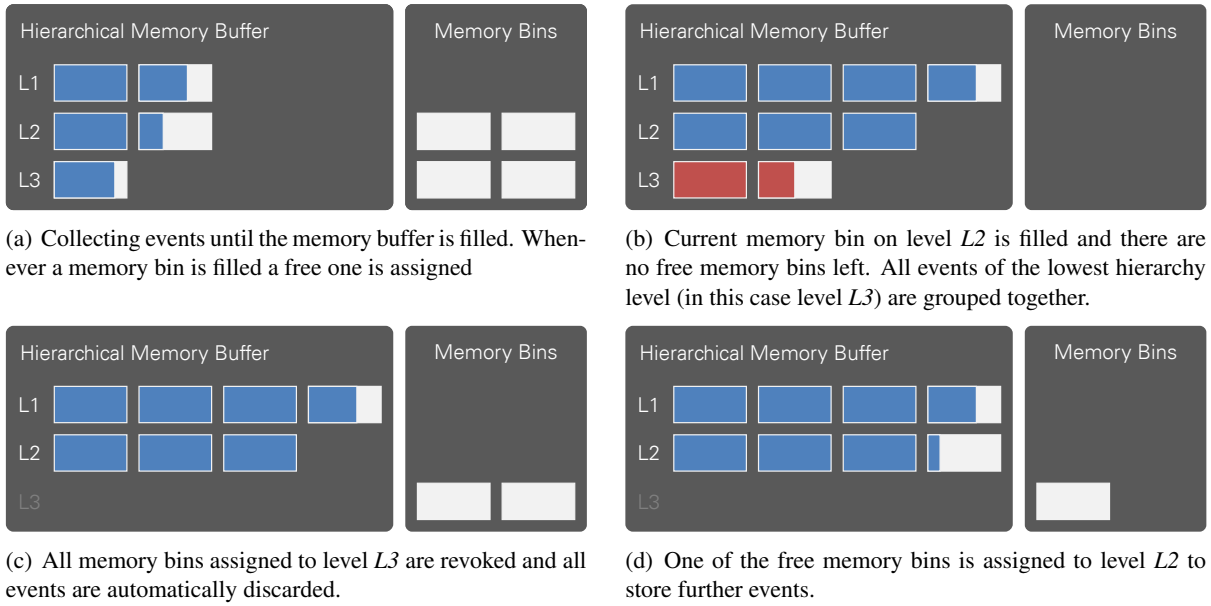 Hierarchical Memory Buffer
Memory Bins
L1
L2
L3
(a) Collecting events until the memory buffer is filled. When-
ever a memory bin is filled a free one is assigned
Hierarchical Memory Buffer
Memory Bins
L1
L2
L3
(b) Current memory bin on level L2 is filled and there are
no free memory bins left. All events of the lowest hierarchy
level (in this case level L3) are grouped together.
Hierarchical Memory Buffer
Memory Bins
L1
L2
L3
(c) All memory bins assigned to level L3 are revoked and all
events are automatically discarded.
Hierarchical Memory Buffer
Memory Bins
L1
L2
L3
(d) One of the free memory bins is assigned to level L2 to
store further events.